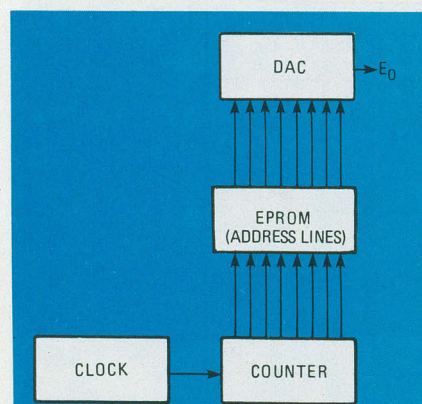 DAC
E₀
EPROM
(ADDRESS LINES)
CLOCK
COUNTER